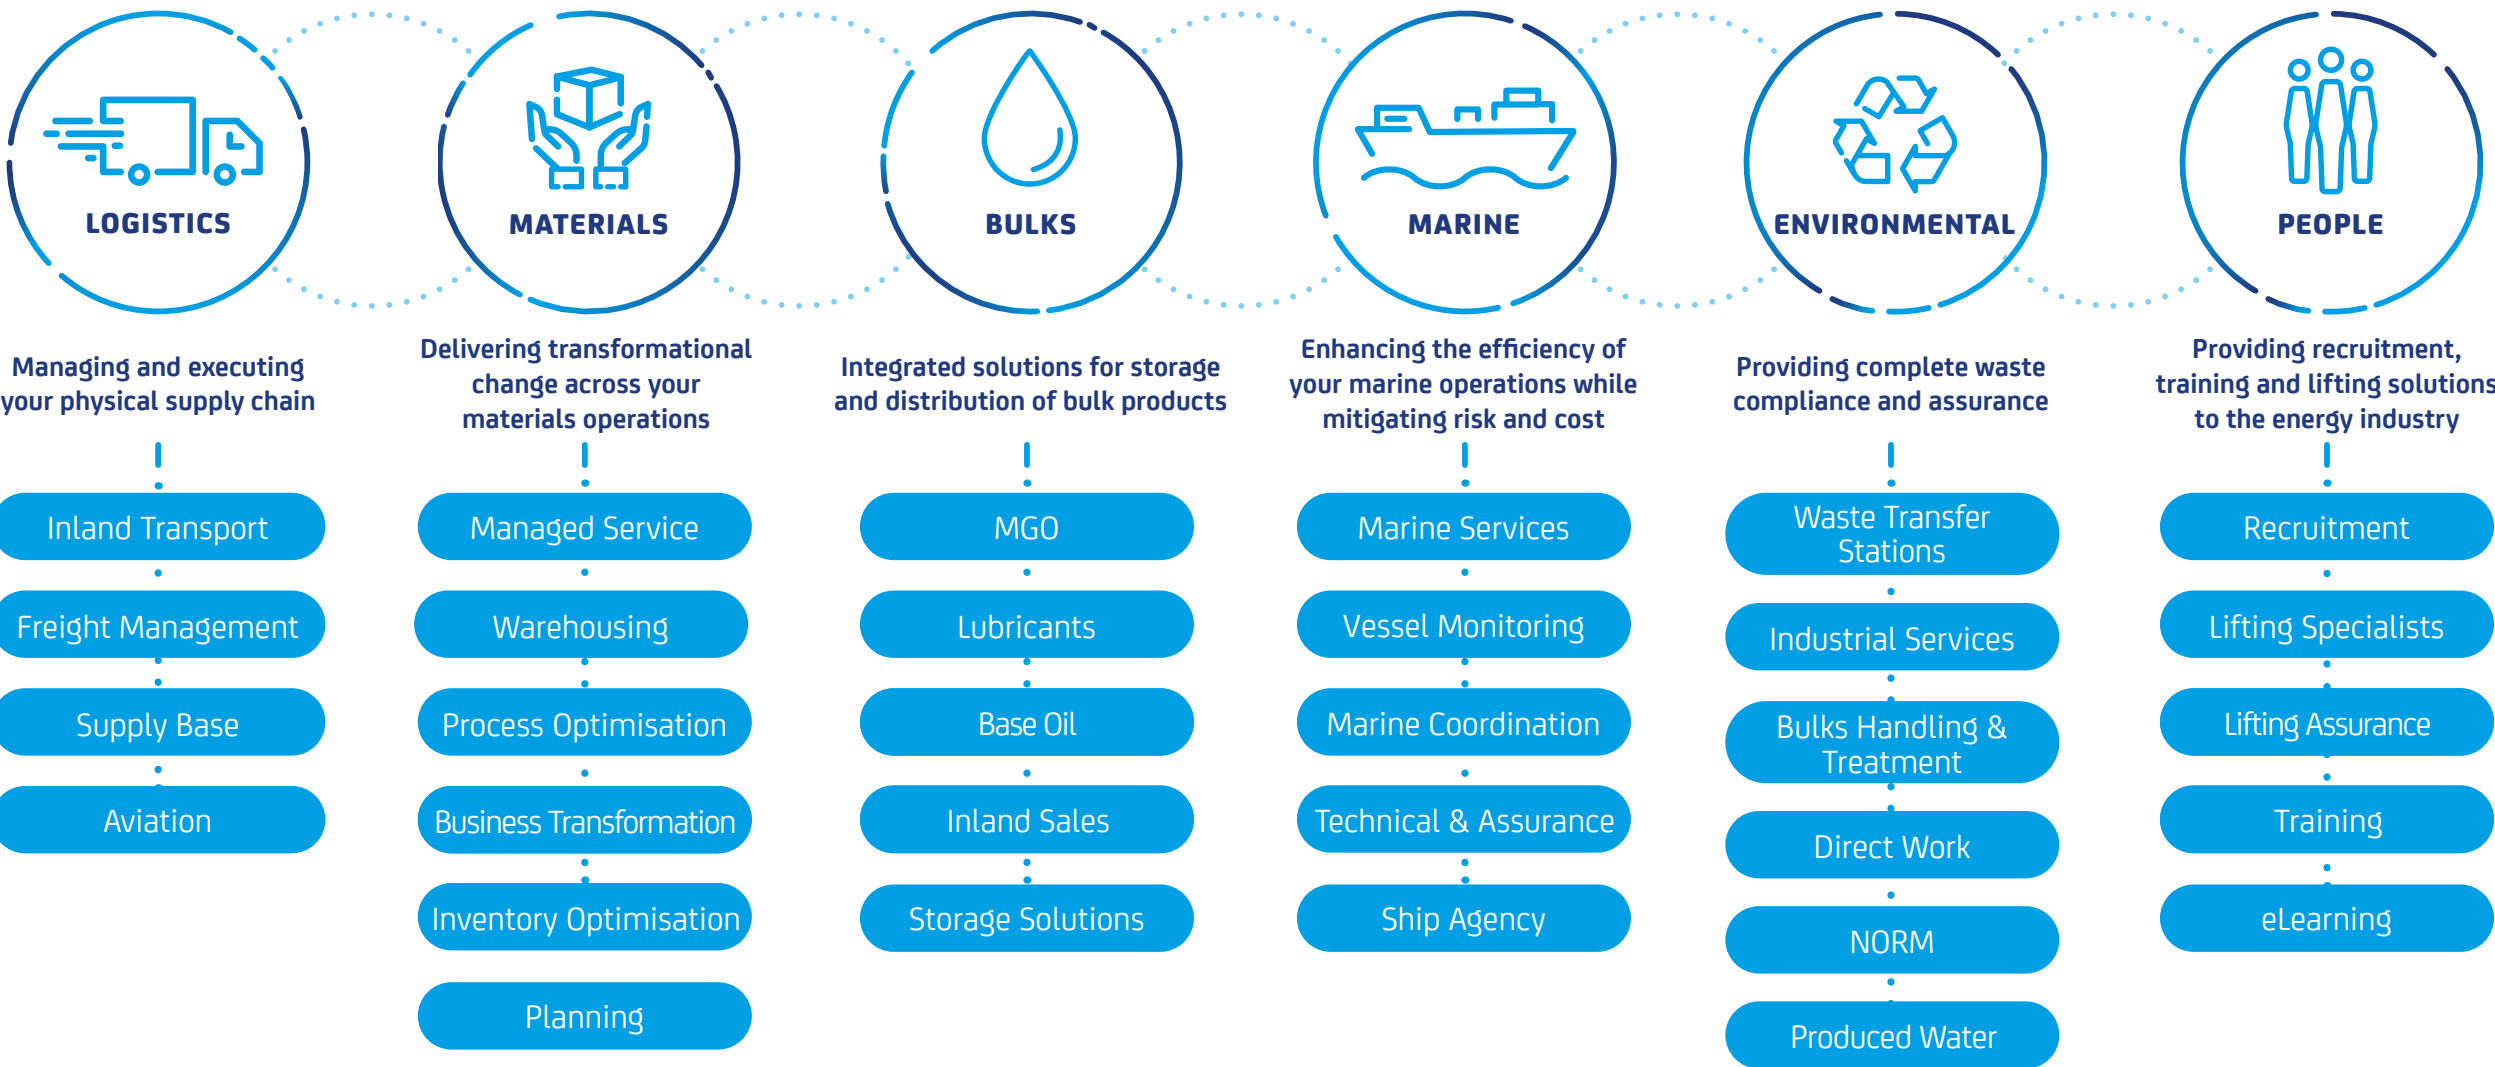 LOGISTICS
Managing and executing
your physical supply chain
Inland Transport
Freight Management
Supply Base
Aviation
MATERIALS
Delivering transformational
change across your
materials operations
Managed Service
Warehousing
Process Optimisation
Business Transformation
Inventory Optimisation
Planning
BULKS
Integrated solutions for storage
and distribution of bulk products
MGO
Lubricants
Base Oil
Inland Sales
Storage Solutions
MARINE
Enhancing the efficiency of
your marine operations while
mitigating risk and cost
Marine Services
Vessel Monitoring
Marine Coordination
Technical & Assurance
Ship Agency
ENVIRONMENTAL
Providing complete waste
compliance and assurance
Waste Transfer
Stations
Industrial Services
Bulks Handling &
Treatment
Direct Work
NORM
Produced Water
PEOPLE
Providing recruitment,
training and lifting solutions
to the energy industry
Recruitment
Lifting Specialists
Lifting Assurance
Training
eLearning